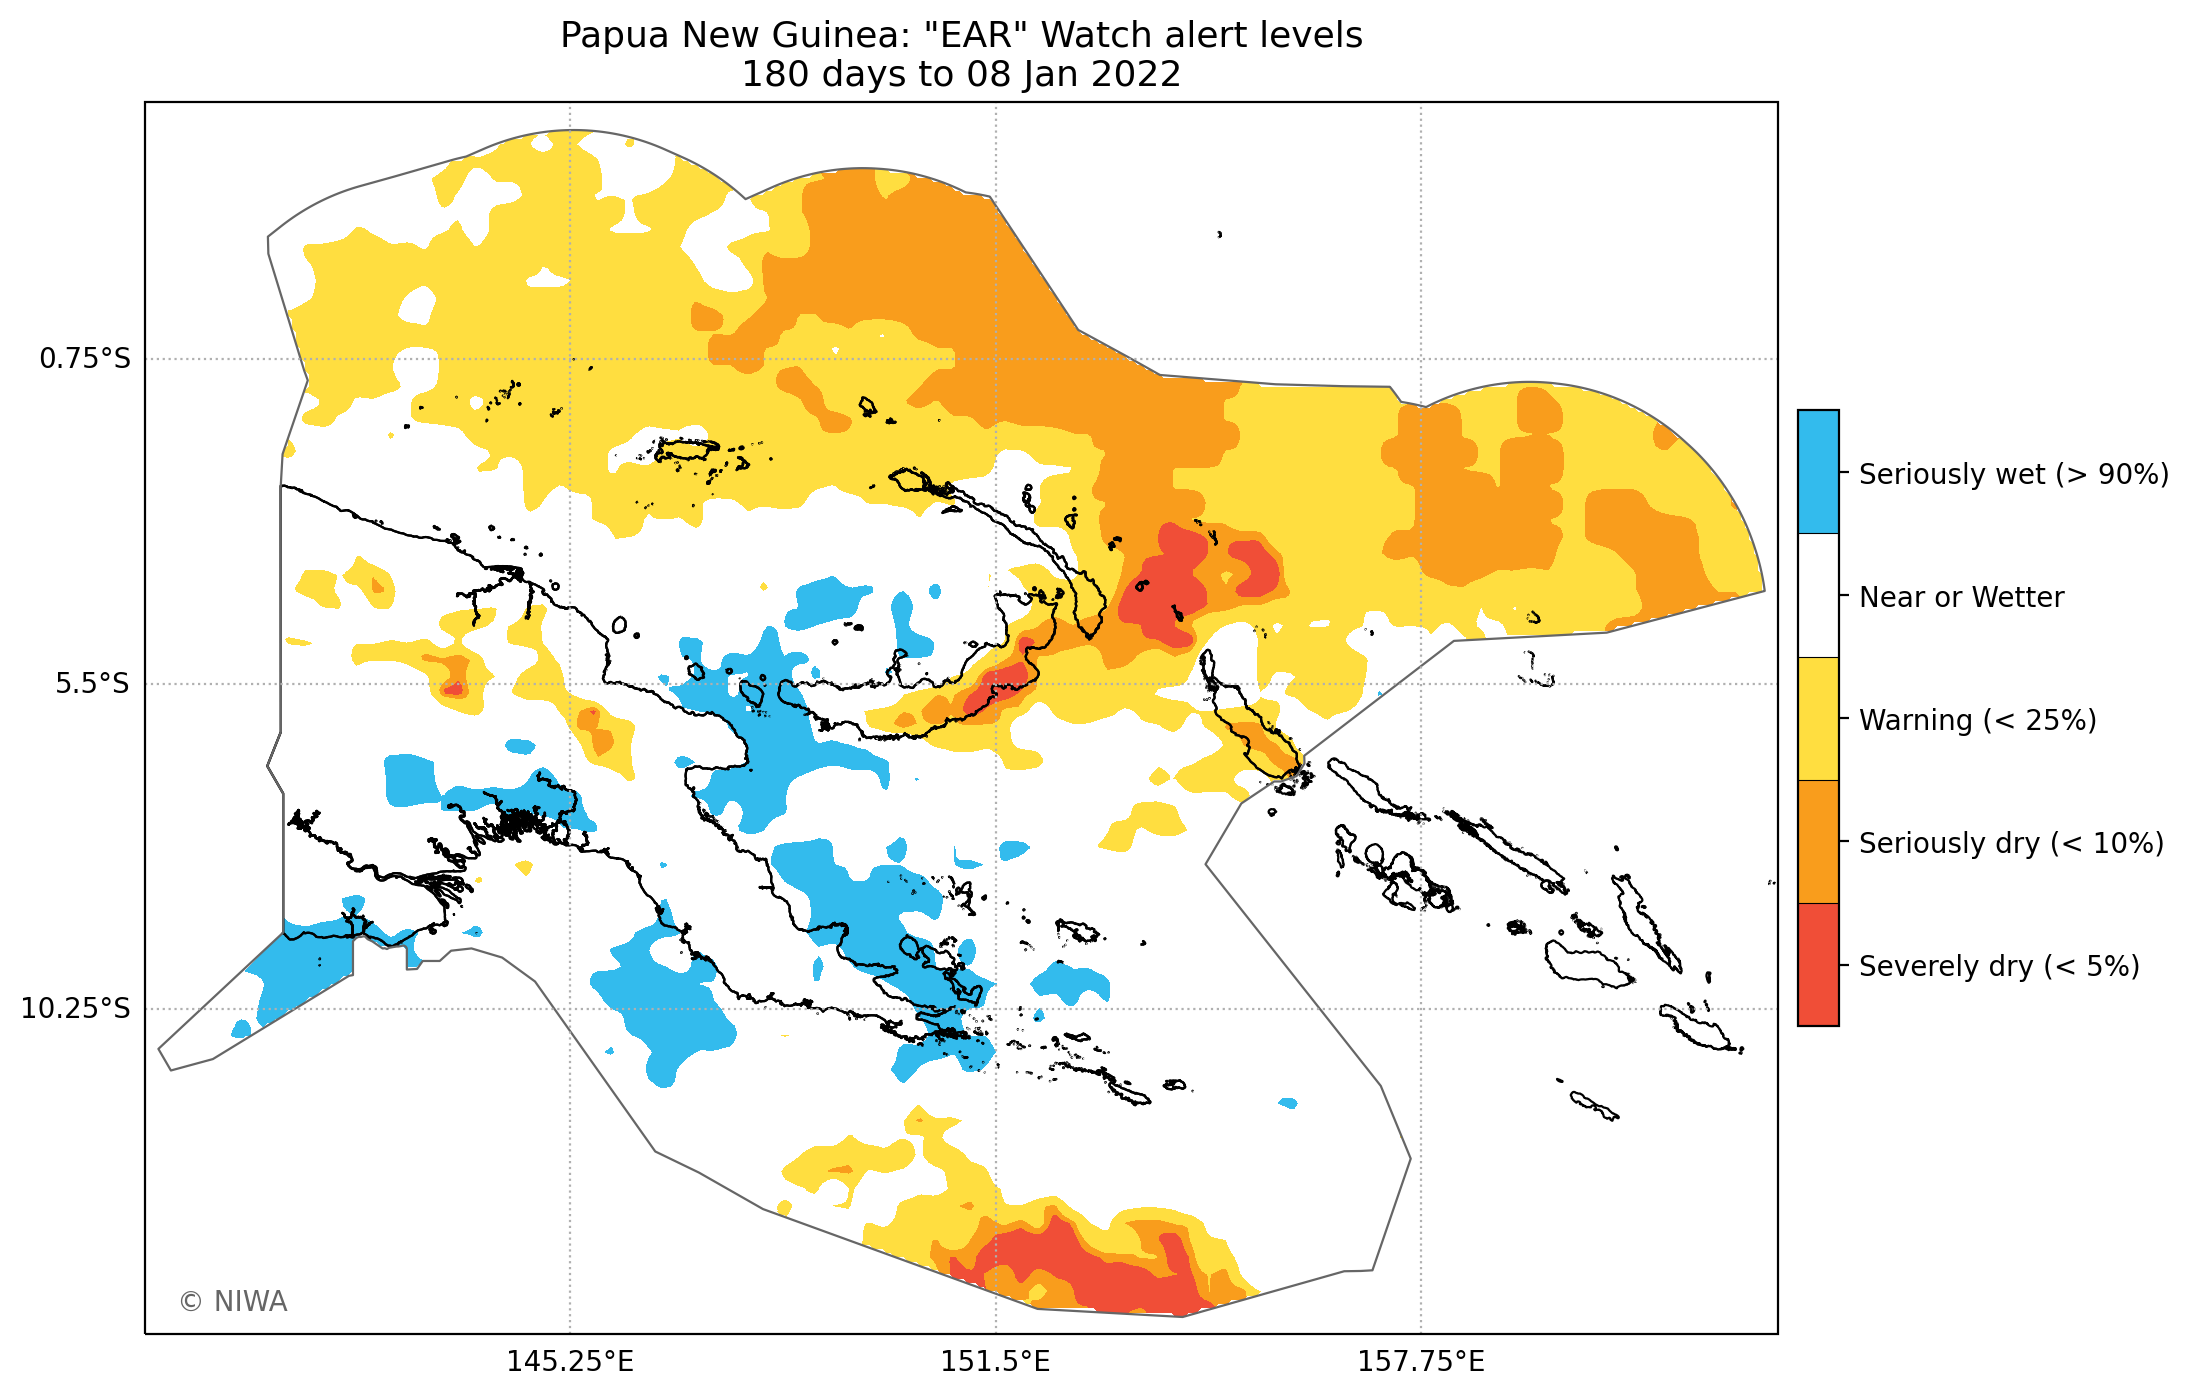 Papua New Guinea: "EAR" Watch alert levels
180 days to 08 Jan 2022
0.75°S
5.5°S
10.25°S
145.25°E
151.5°E
157.75°E
Seriously wet (> 90%)
Near or Wetter
Warning (< 25%)
Seriously dry (< 10%)
Severely dry (< 5%)
© NIWA